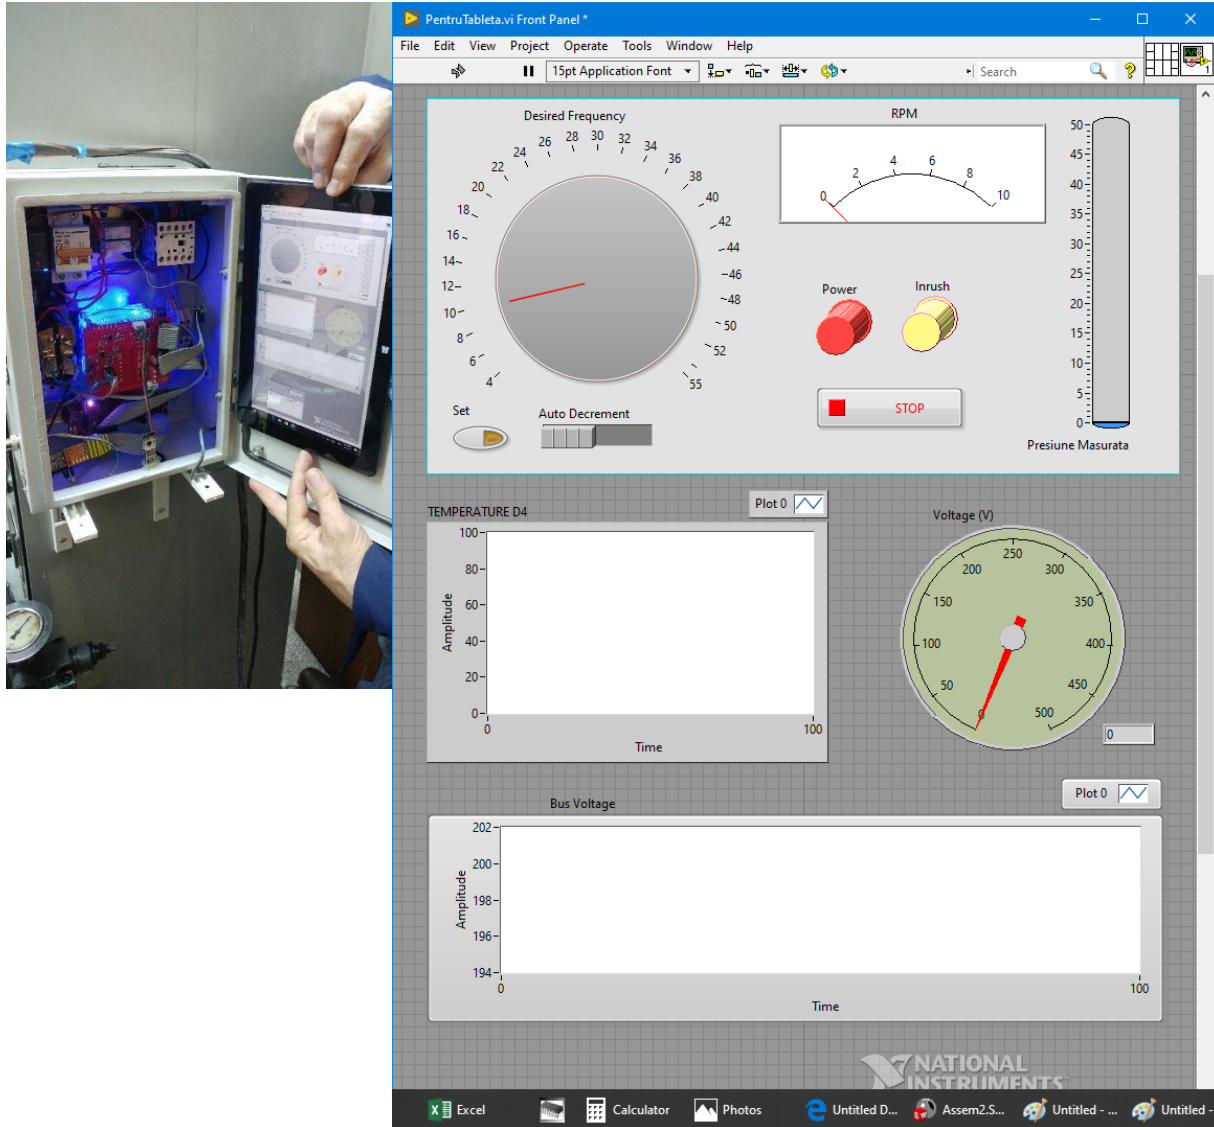 PentruTableta.vi Front Panel *
File Edit View Project Operate Tools Window Help
15pt Application Font
Search
1
Desired Frequency
4
6
8
10
12
14
16
18
20
22
24
26
28
30
32
34
36
38
40
42
44
46
48
50
52
55
Set
Auto Decrement
RPM
0
2
4
6
8
10
Power
Inrush
STOP
50
45
40
35
30
25
20
15
10
5
0
Presiune Masurata
TEMPERATURE D4
Plot 0
100
80
60
40
20
0
Amplitude
0
100
Time
Voltage (V)
0
50
100
150
200
250
300
350
400
450
500
0
Bus Voltage
Plot 0
202
200
198
196
194
Amplitude
0
100
Time
NATIONAL
INSTRUMENTS
Excel
Calculator
Photos
Untitled D...
Assem2.S...
Untitled - ...
Untitled -